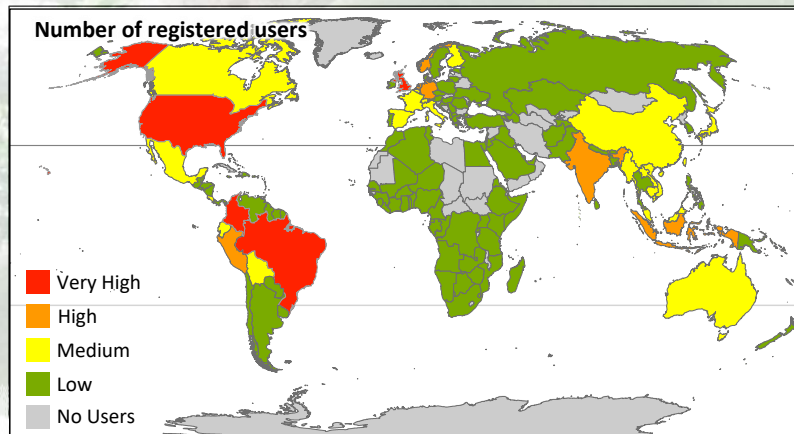 Number of registered users
Very High
High
Medium
Low
No Users